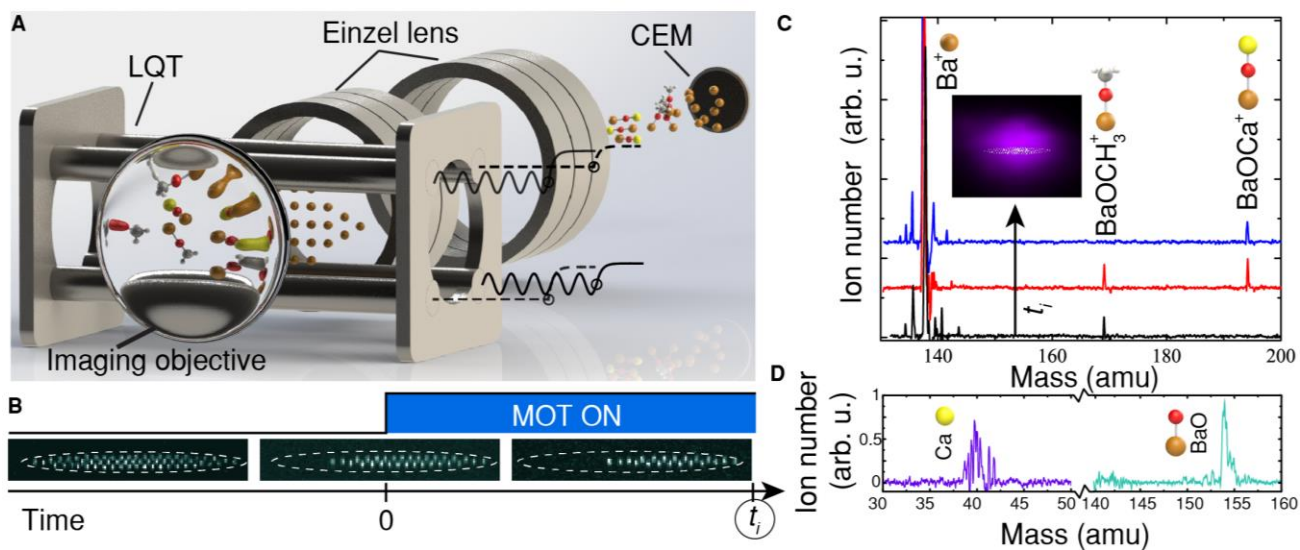 A
LQT
Einzel lens
CEM
Imaging objective
B
MOT ON
Time
0
t_i
C
Ion number (arb. u.)
Ba⁺
BaOCH₃⁺
BaOCa⁺
t_i
140
160
180
200
Mass (amu)
D
Ion number
(arb. u.)
1
0.5
0
Ca
BaO
30
35
40
45
50
140
145
150
155
160
Mass (amu)